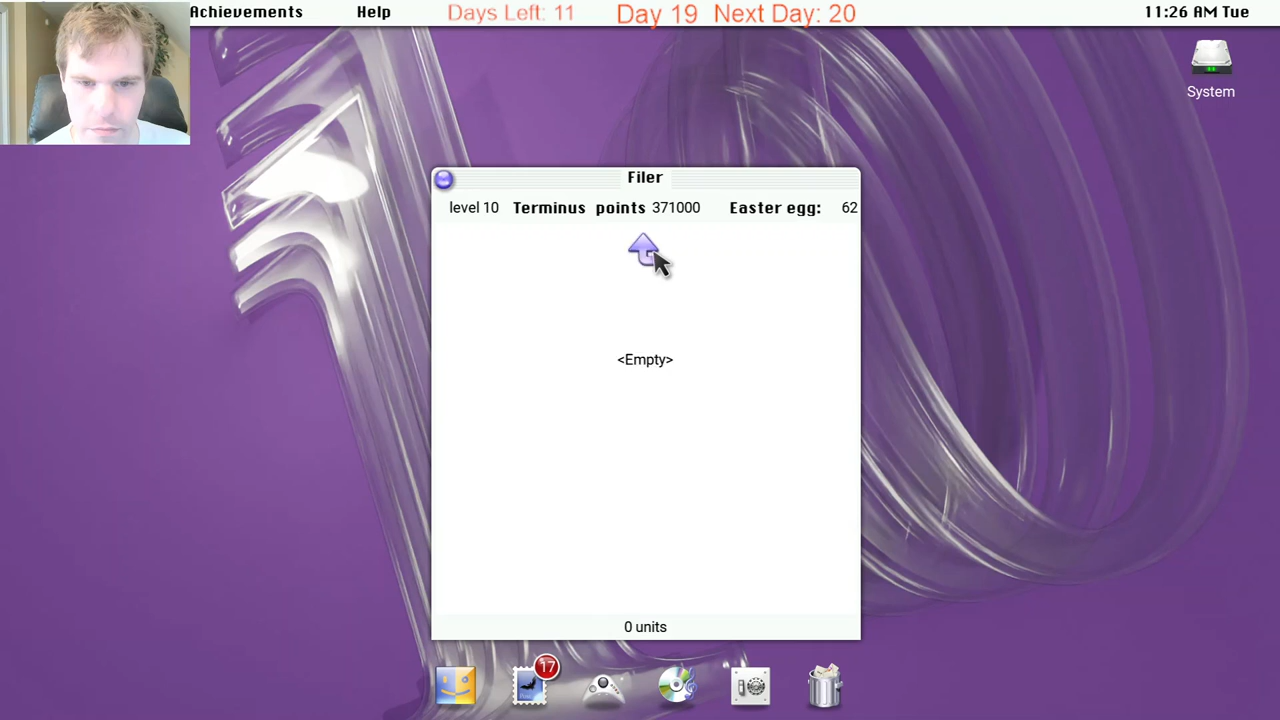 Achievements Help Days Left: 11 Day 19 Next Day: 20 11:26 AM Tue
System
Filer
level 10 Terminus points 371000 Easter egg: 62
<Empty>
0 units
17